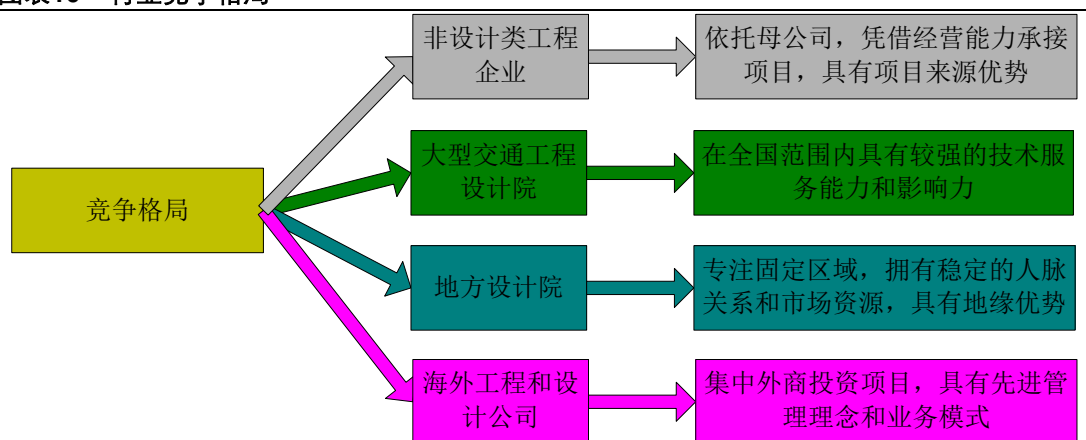 非设计类工程
企业
依托母公司，凭借经营能力承接
项目，具有项目来源优势
大型交通工程
设计院
在全国范围内具有较强的技术服
务能力和影响力
竞争格局
地方设计院
专注固定区域，拥有稳定的人脉
关系和市场资源，具有地缘优势
海外工程和设
计公司
集中外商投资项目，具有先进管
理理念和业务模式